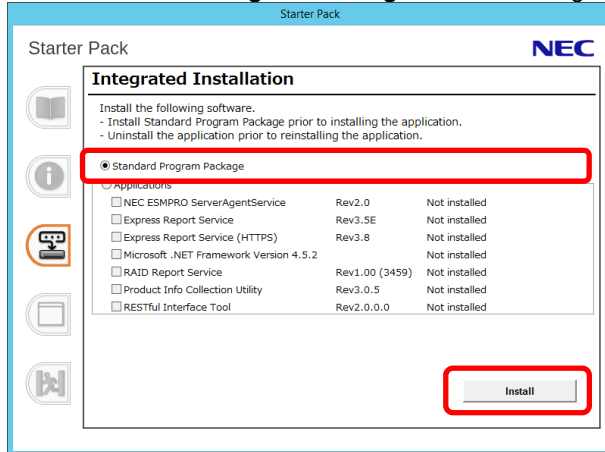 Starter Pack
Starter Pack
NEC
Integrated Installation
Install the following software.
- Install Standard Program Package prior to installing the application.
- Uninstall the application prior to reinstalling the application.
Standard Program Package
Applications
NEC ESMPRO ServerAgentService Rev2.0 Not installed
Express Report Service Rev3.5E Not installed
Express Report Service (HTTPS) Rev3.8 Not installed
Microsoft .NET Framework Version 4.5.2 Not installed
RAID Report Service Rev1.00 (3459) Not installed
Product Info Collection Utility Rev3.0.5 Not installed
RESTful Interface Tool Rev2.0.0.0 Not installed
Install